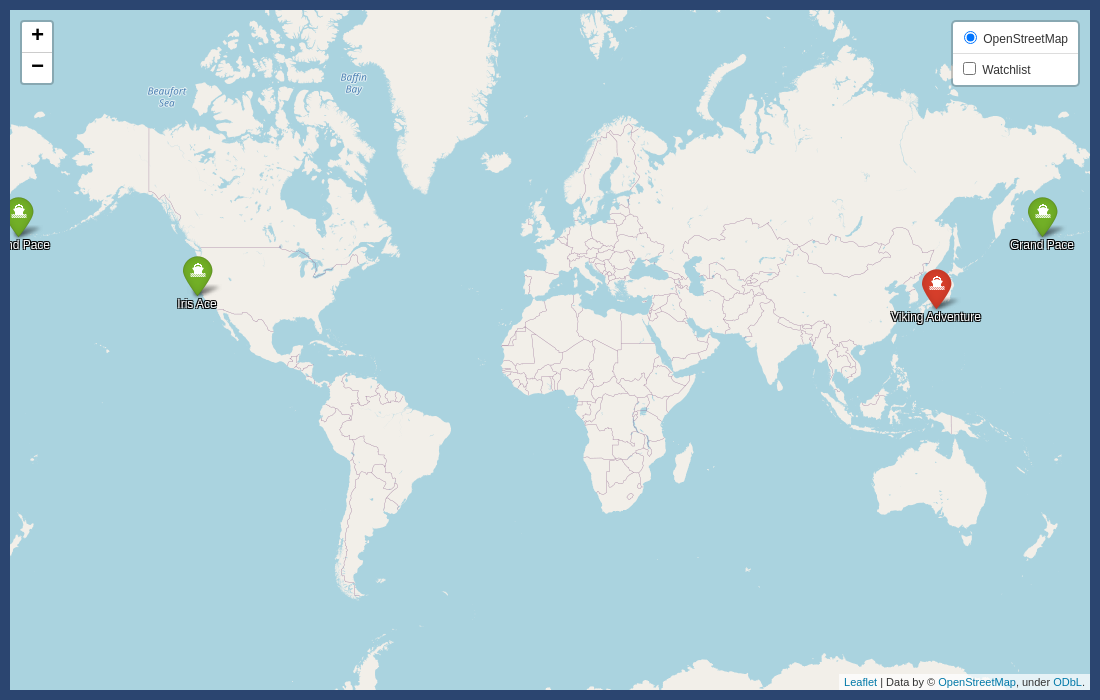 +
−
OpenStreetMap
Watchlist
Beaufort
Sea
Baffin
Bay
nd Pace
Grand Pace
Iris Ace
Viking Adventure
Leaflet | Data by © OpenStreetMap, under ODbL.